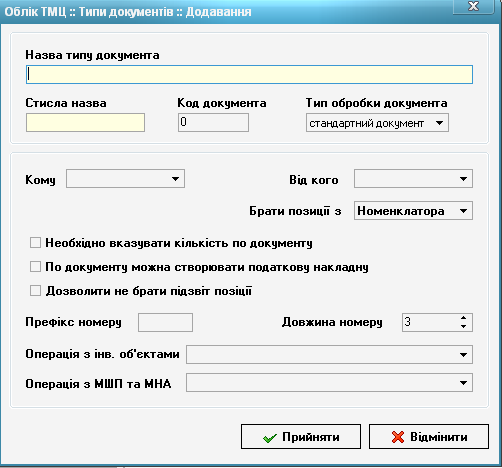 Облік ТМЦ :: Типи документів :: Додавання
Назва типу документа
Стисла назва Код документа Тип обробки документа
0 стандартний документ
Кому Від кого
Брати позиції з Номенклатора
Необхідно вказувати кількість по документу
По документу можна створювати податкову накладну
Дозволити не брати підзвіт позіції
Префікс номеру Довжина номеру 3
Операція з інв. об'єктами
Операція з МШП та МНА
Прийняти Відмінити